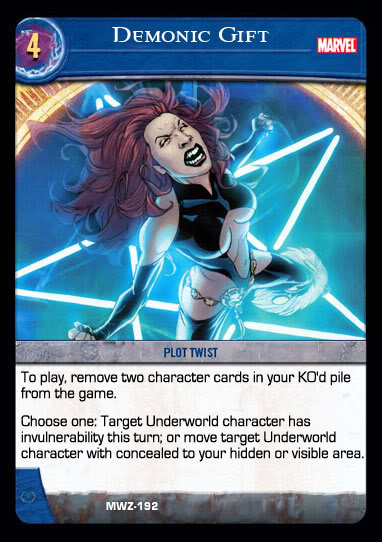 4
DEMONIC GIFT
MARVEL
PLOT TWIST
To play, remove two character cards in your KO'd pile
from the game.
Choose one: Target Underworld character has
invulnerability this turn; or move target Underworld
character with concealed to your hidden or visible area.
MWZ-192